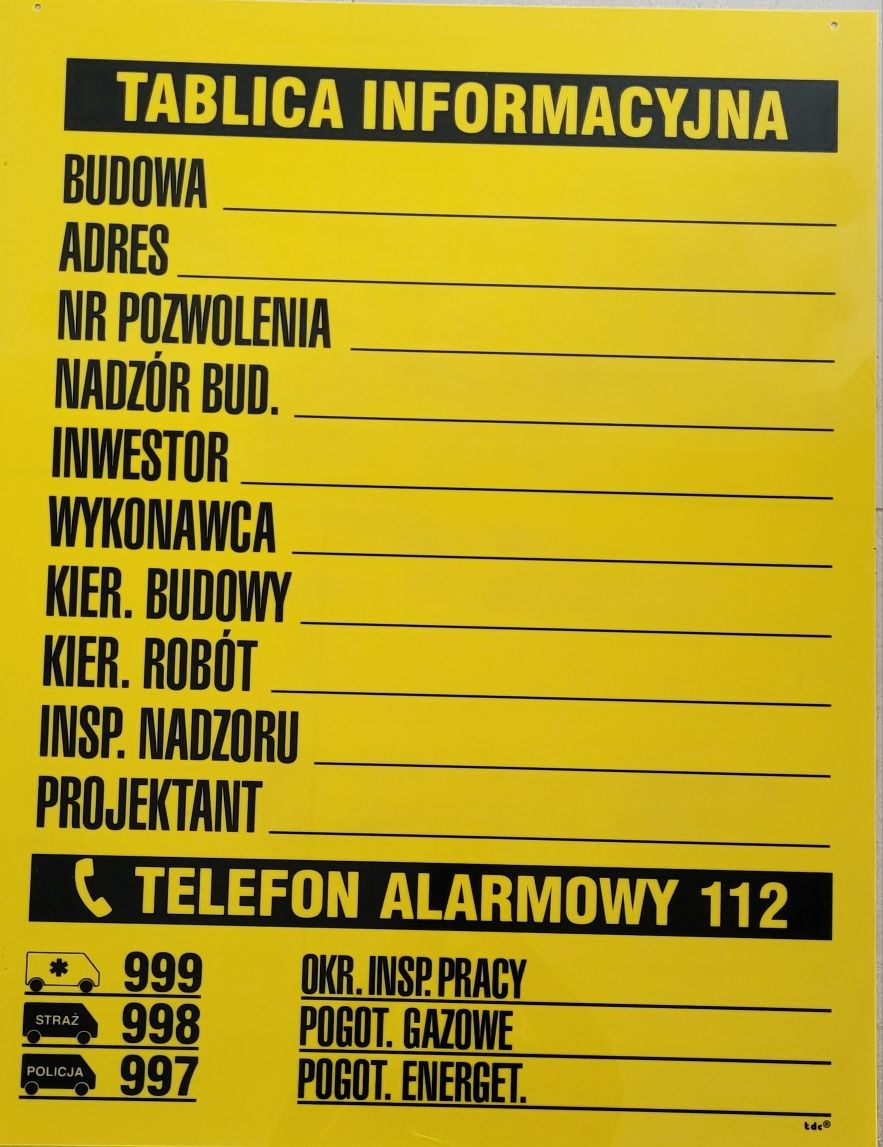 TABLICA INFORMACYJNA
BUDOWA
ADRES
NR POZWOLENIA
NADZÓR BUD.
INWESTOR
WYKONAWCA
KIER. BUDOWY
KIER. ROBÓT
INSP. NADZORU
PROJEKTANT
TELEFON ALARMOWY 112
999 OKR. INSP. PRACY
STRAŻ 998 POGOT. GAZOWE
POLICJA 997 POGOT. ENERGET.
tdc®